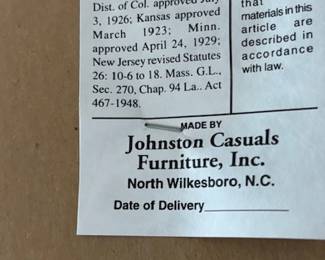 Dist. of Col. approved July
3, 1926; Kansas approved
March 1923; Minn.
approved April 24, 1929;
New Jersey revised Statutes
26: 10-6 to 18. Mass. G.L.,
Sec. 270, Chap. 94 La.. Act
467-1948.
that
materials in this
article are
described in
accordance
with law.
MADE BY
Johnston Casuals
Furniture, Inc.
North Wilkesboro, N.C.
Date of Delivery